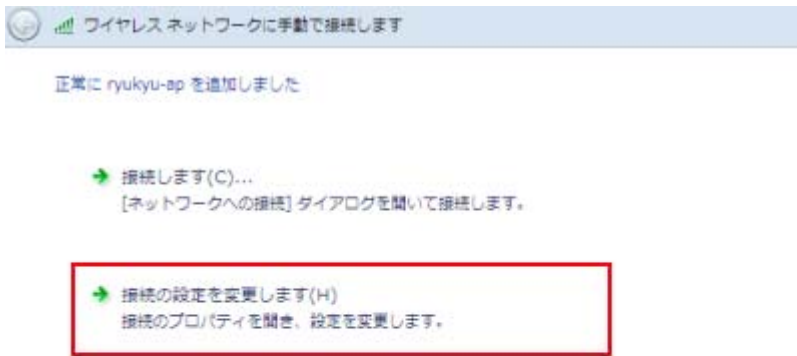 ワイヤレス ネットワークに手動で接続します
正常に ryukyu-ap を追加しました
接続します(C)...
[ネットワークへの接続] ダイアログを開いて接続します。
接続の設定を変更します(H)
接続のプロパティを開き、設定を変更します。